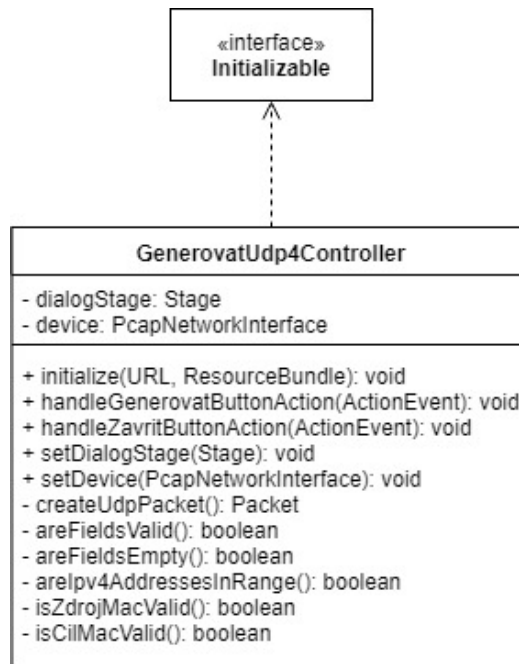 «interface»
Initializable
GenerovatUdp4Controller
- dialogStage: Stage
- device: PcapNetworkInterface
+ initialize(URL, ResourceBundle): void
+ handleGenerovatButtonAction(ActionEvent): void
+ handleZavritButtonAction(ActionEvent): void
+ setDialogStage(Stage): void
+ setDevice(PcapNetworkInterface): void
- createUdpPacket(): Packet
- areFieldsValid(): boolean
- areFieldsEmpty(): boolean
- areIpv4AddressesInRange(): boolean
- isZdrojMacValid(): boolean
- isCilMacValid(): boolean